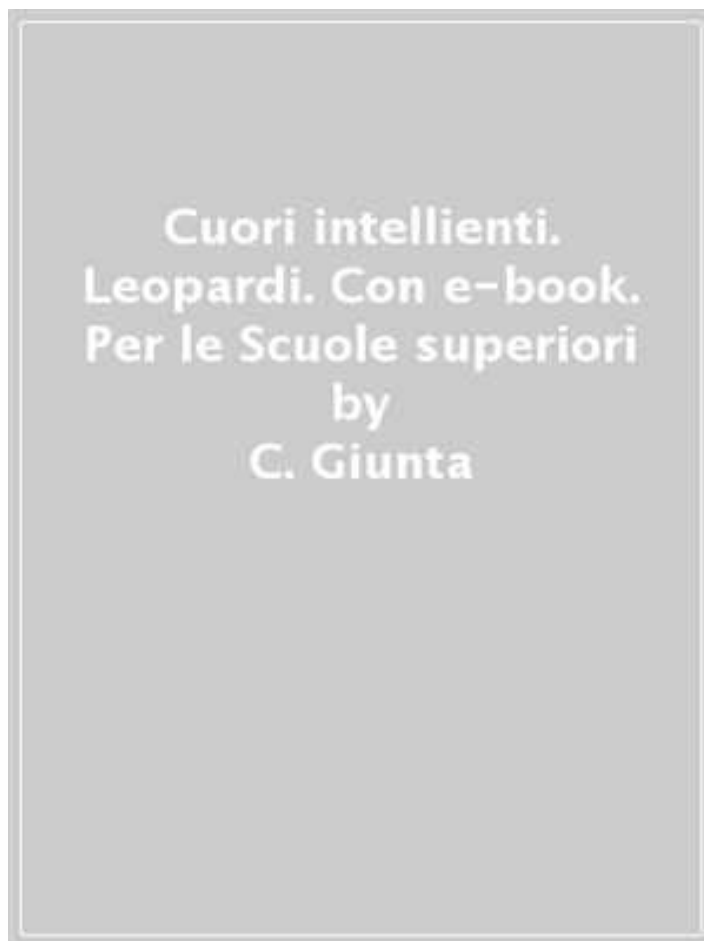 Cuori intellienti.
Leopardi. Con e-book.
Per le Scuole superiori
by
C. Giunta